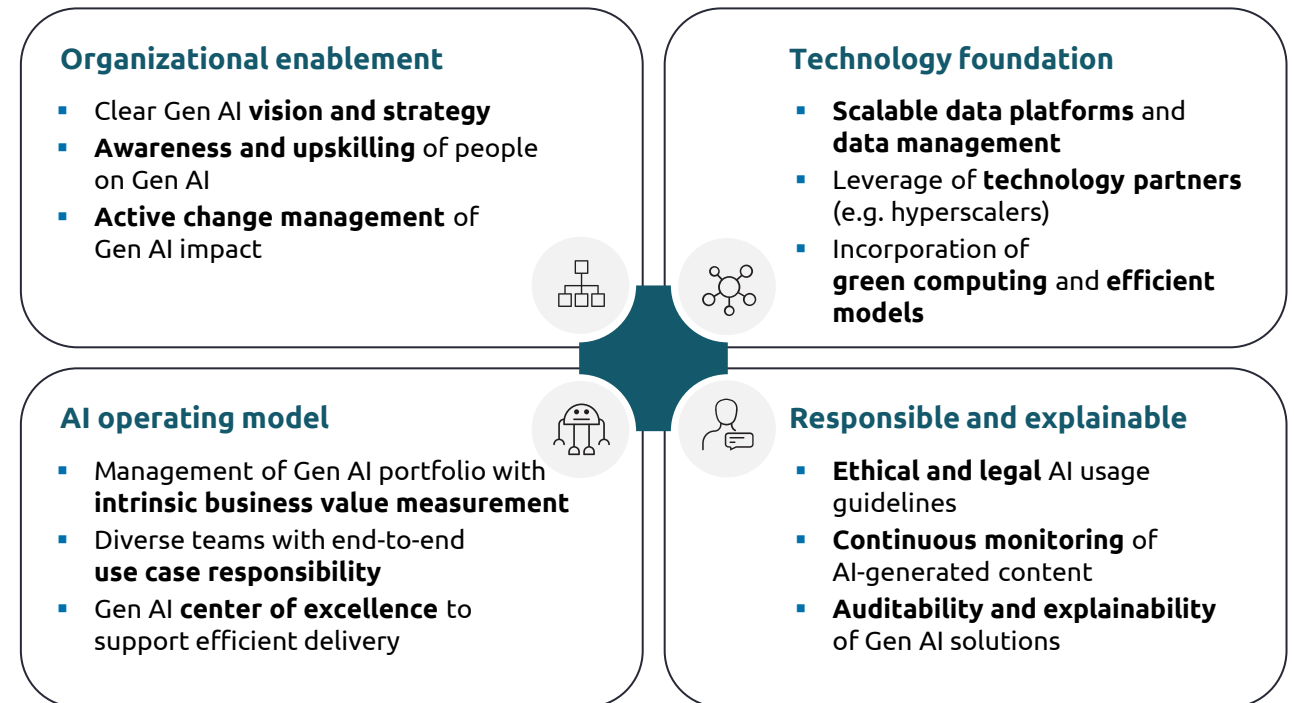 Organizational enablement
▪ Clear Gen AI vision and strategy
▪ Awareness and upskilling of people
on Gen AI
▪ Active change management of
Gen AI impact
Technology foundation
▪ Scalable data platforms and
data management
▪ Leverage of technology partners
(e.g. hyperscalers)
▪ Incorporation of
green computing and efficient
models
AI operating model
▪ Management of Gen AI portfolio with
intrinsic business value measurement
▪ Diverse teams with end-to-end
use case responsibility
▪ Gen AI center of excellence to
support efficient delivery
Responsible and explainable
▪ Ethical and legal AI usage
guidelines
▪ Continuous monitoring of
AI-generated content
▪ Auditability and explainability
of Gen AI solutions